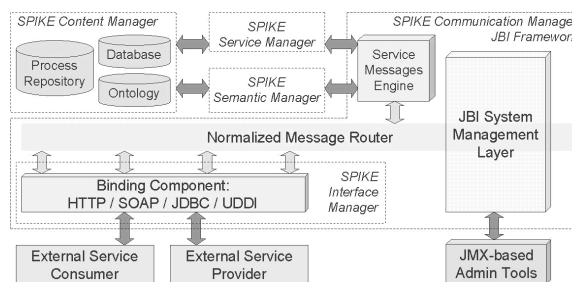 SPIKE Content Manager
Process
Repository
Database
Ontology
SPIKE
Service Manager
SPIKE
Semantic Manager
SPIKE Communication Manage
JBI Framework
Service
Messages
Engine
JBI System
Management
Layer
Normalized Message Router
Binding Component:
HTTP / SOAP / JDBC / UDDI
SPIKE
Interface
Manager
External Service
Consumer
External Service
Provider
JMX-based
Admin Tools